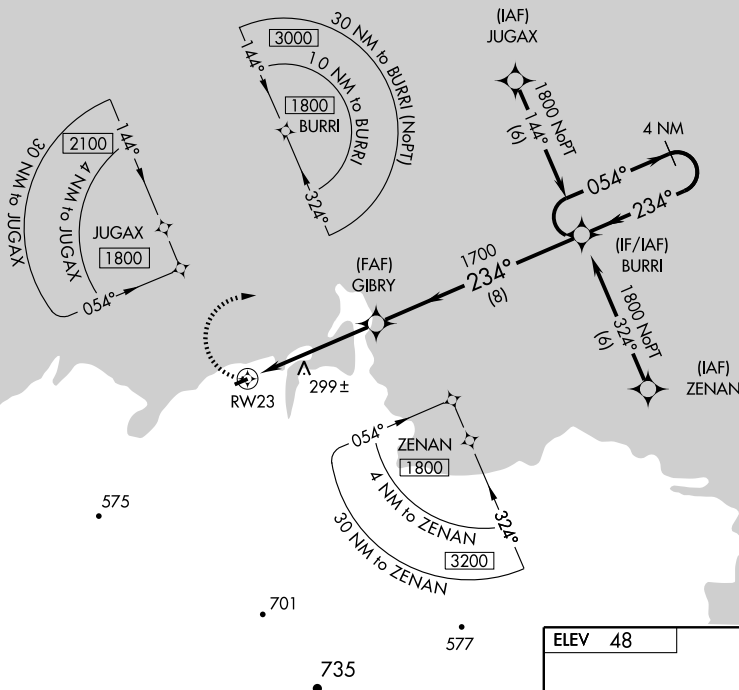 (IAF)
JUGAX
30 NM to BURRI (NoPT)
3000
144°
10 NM to BURRI
1800
BURRI
324°
1800 NoPT
144°
(6)
4 NM
054°
234°
30 NM to JUGAX
2100
144°
4 NM to JUGAX
JUGAX
1800
054°
(IF/IAF)
BURRI
1700
234°
(8)
(FAF)
GIBRY
1800 NoPT
324°
(6)
(IAF)
ZENAN
RW23
299±
054°
ZENAN
1800
4 NM to ZENAN
324°
30 NM to ZENAN
3200
575
701
577
735
ELEV 48